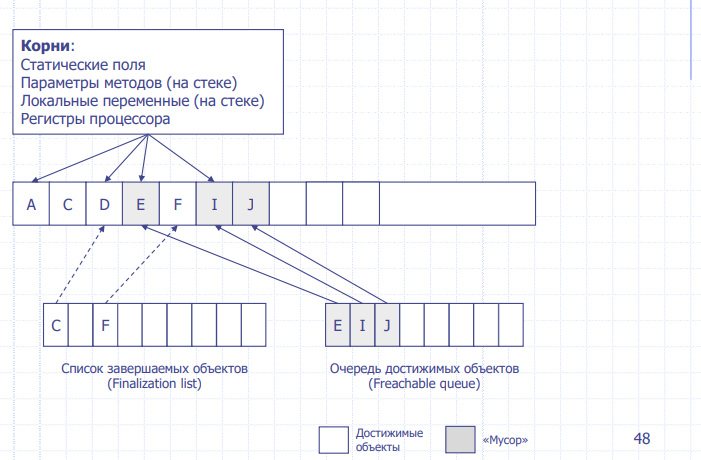 Корни:
Статические поля
Параметры методов (на стеке)
Локальные переменные (на стеке)
Регистры процессора
A C D E F I J
C F
E I J
Список завершаемых объектов
(Finalization list)
Очередь достижимых объектов
(Freachable queue)
Достижимые
объекты
«Мусор»
48